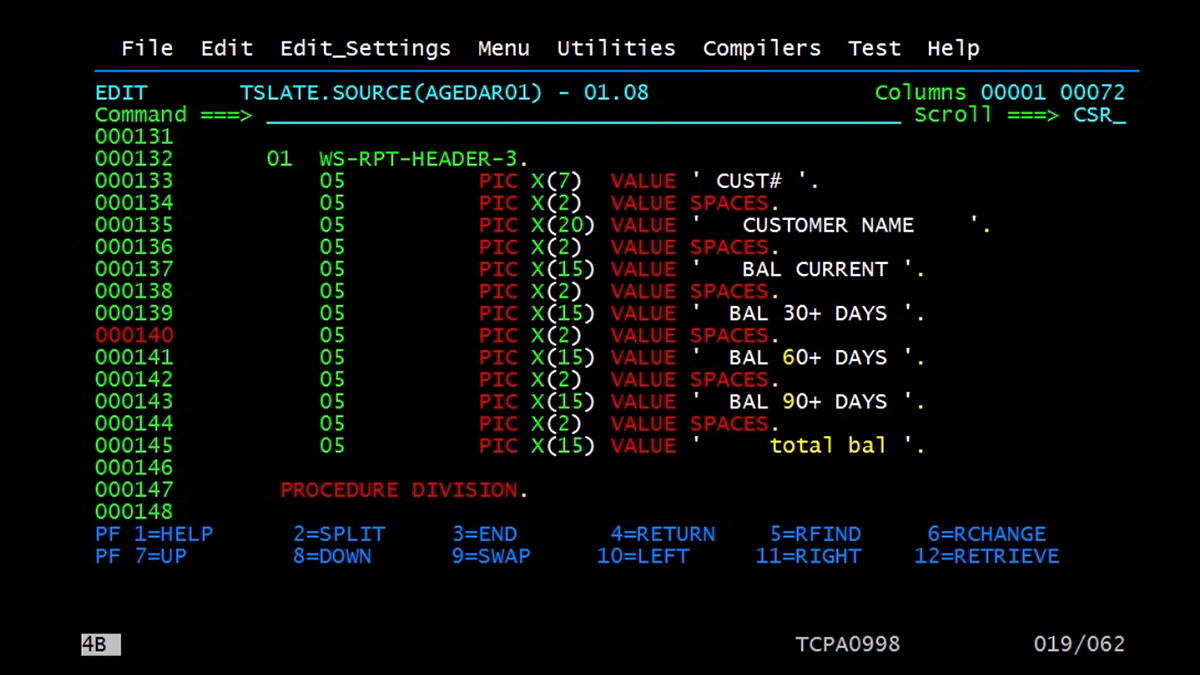 File Edit Edit_Settings Menu Utilities Compilers Test Help
EDIT TSLATE.SOURCE(AGEDAR01) - 01.08 Columns 00001 00072
Command ===> Scroll ===> CSR_
000131
000132 01 WS-RPT-HEADER-3.
000133 05 PIC X(7) VALUE ' CUST# '.
000134 05 PIC X(2) VALUE SPACES.
000135 05 PIC X(20) VALUE '   CUSTOMER NAME    '.
000136 05 PIC X(2) VALUE SPACES.
000137 05 PIC X(15) VALUE '   BAL CURRENT '.
000138 05 PIC X(2) VALUE SPACES.
000139 05 PIC X(15) VALUE '  BAL 30+ DAYS '.
000140 05 PIC X(2) VALUE SPACES.
000141 05 PIC X(15) VALUE '  BAL 60+ DAYS '.
000142 05 PIC X(2) VALUE SPACES.
000143 05 PIC X(15) VALUE '  BAL 90+ DAYS '.
000144 05 PIC X(2) VALUE SPACES.
000145 05 PIC X(15) VALUE '     total bal '.
000146
000147 PROCEDURE DIVISION.
000148
PF 1=HELP 2=SPLIT 3=END 4=RETURN 5=RFIND 6=RCHANGE
PF 7=UP 8=DOWN 9=SWAP 10=LEFT 11=RIGHT 12=RETRIEVE
4B TCPA0998 019/062